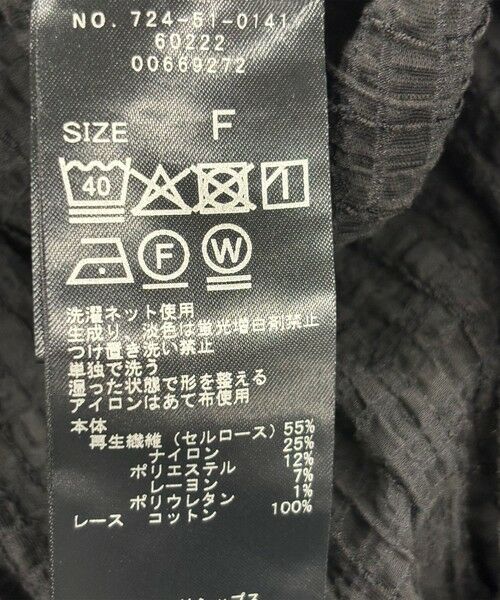 NO. 724-51-0141
60222
00669272
SIZE F
40
F W
洗濯ネット使用
生成り、淡色は蛍光増白剤禁止
つけ置き洗い禁止
単独で洗う
湿った状態で形を整える
アイロンはあて布使用
本体
再生繊維（セルロース） 55%
ナイロン 25%
ポリエステル 12%
レーヨン 7%
ポリウレタン 1%
レース コットン 100%